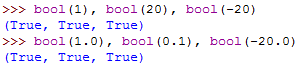 >>> bool(1), bool(20), bool(-20)
(True, True, True)
>>> bool(1.0), bool(0.1), bool(-20.0)
(True, True, True)